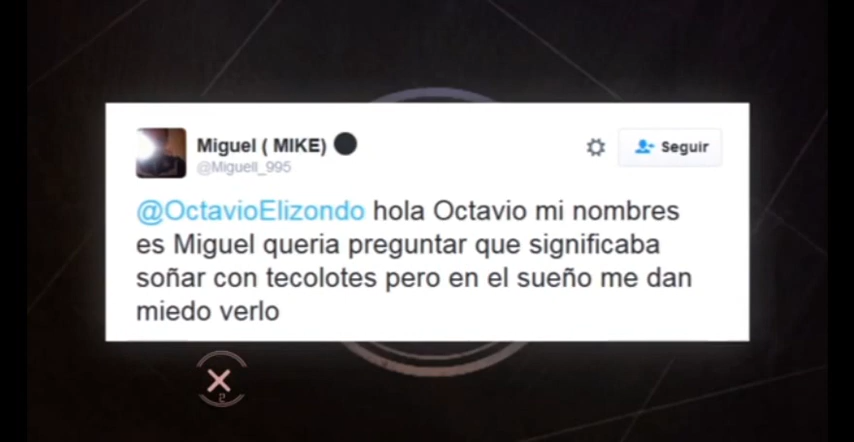 Miguel ( MIKE)
@Miguell_995
Seguir
@OctavioElizondo hola Octavio mi nombres
es Miguel queria preguntar que significaba
soñar con tecolotes pero en el sueño me dan
miedo verlo
2